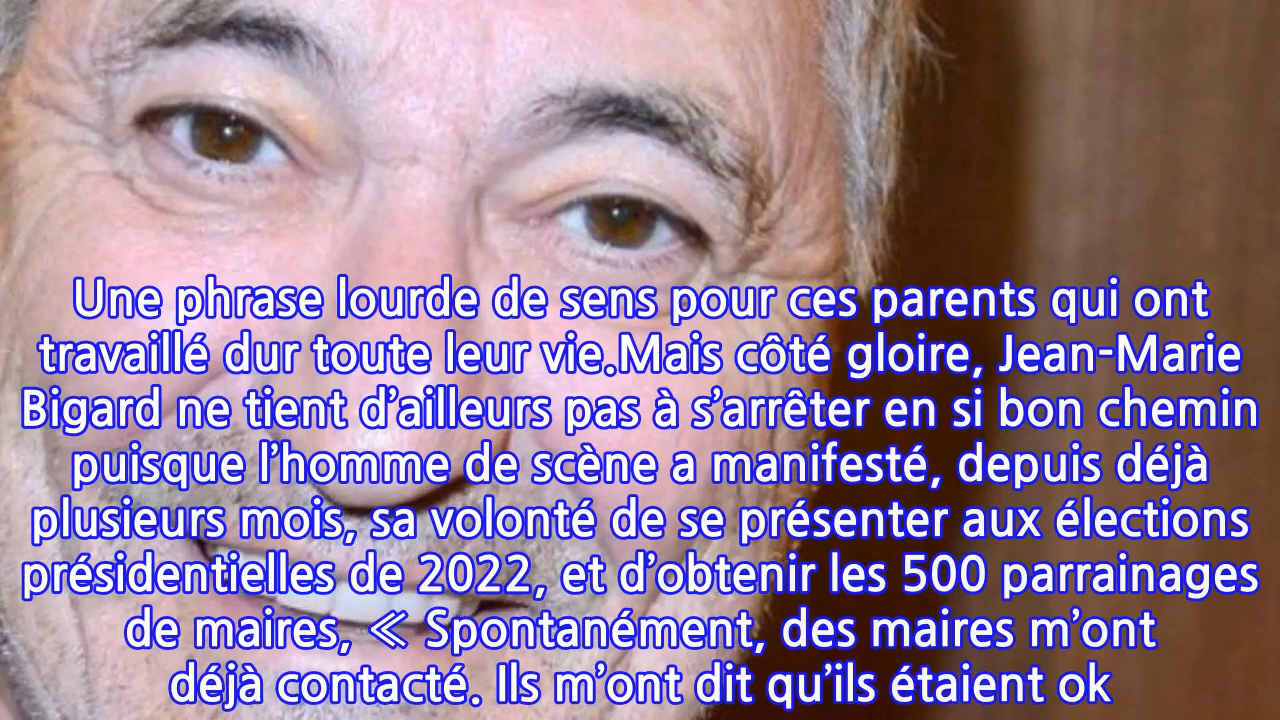 Une phrase lourde de sens pour ces parents qui ont
travaillé dur toute leur vie.Mais côté gloire, Jean-Marie
Bigard ne tient d’ailleurs pas à s’arrêter en si bon chemin
puisque l’homme de scène a manifesté, depuis déjà
plusieurs mois, sa volonté de se présenter aux élections
présidentielles de 2022, et d’obtenir les 500 parrainages
de maires, ≪ Spontanément, des maires m’ont
déjà contacté. Ils m’ont dit qu’ils étaient ok